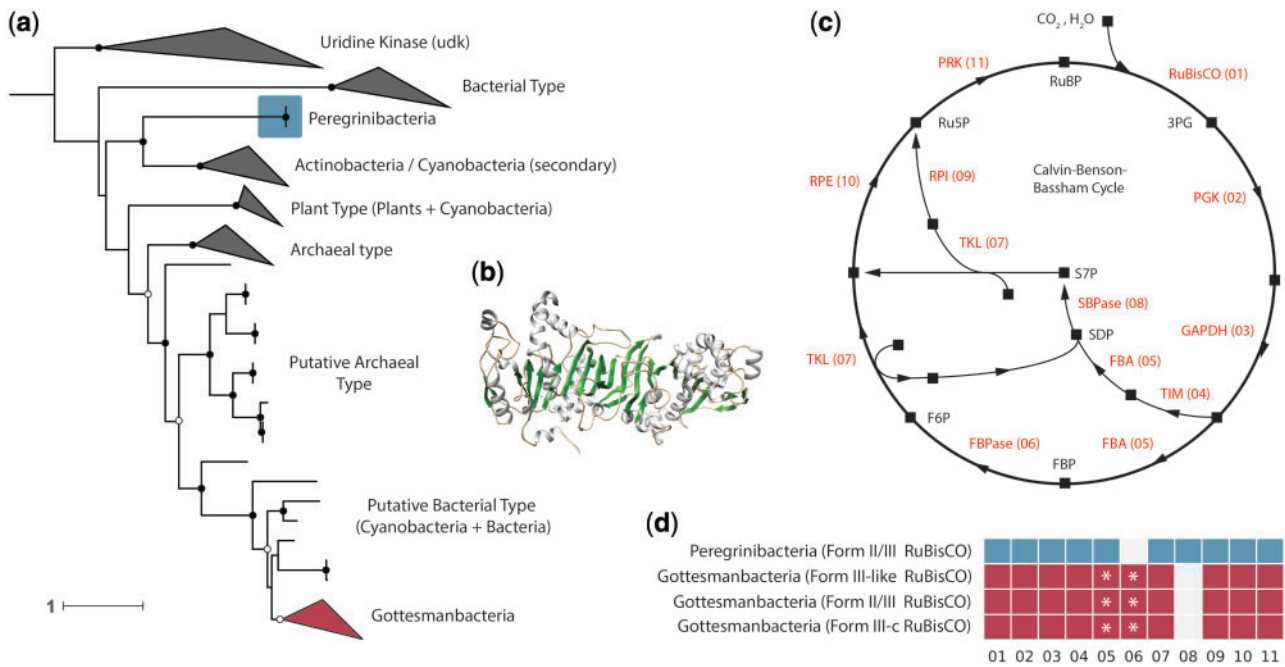 (a)
Uridine Kinase (udk)
Bacterial Type
Peregrinibacteria
Actinobacteria / Cyanobacteria (secondary)
Plant Type (Plants + Cyanobacteria)
Archaeal type
Putative Archaeal
Type
Putative Bacterial Type
(Cyanobacteria + Bacteria)
Gottesmanbacteria
1
(b)
(c)
CO2 , H2O
PRK (11)
RuBP
RuBisCO (01)
Ru5P
3PG
RPE (10)
RPI (09)
Calvin-Benson-
Bassham Cycle
PGK (02)
TKL (07)
S7P
SBPase (08)
SDP
GAPDH (03)
TKL (07)
FBA (05)
TIM (04)
F6P
FBPase (06)
FBP
FBA (05)
(d)
Peregrinibacteria (Form II/III RuBisCO)
Gottesmanbacteria (Form III-like RuBisCO) * *
Gottesmanbacteria (Form II/III RuBisCO) * *
Gottesmanbacteria (Form III-c RuBisCO) * *
01 02 03 04 05 06 07 08 09 10 11